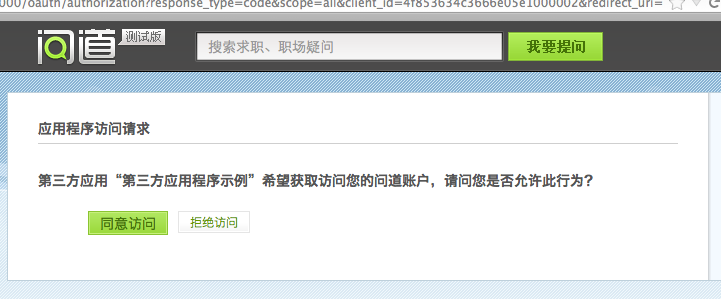 000/oauth/authorization?response_type=code&scope=all&client_id=4f853634c3666e05e1000002&redirect_uri=
问道 测试版
搜索求职、职场疑问 我要提问
应用程序访问请求
第三方应用“第三方应用程序示例”希望获取访问您的问道账户，请问您是否允许此行为？
同意访问 拒绝访问